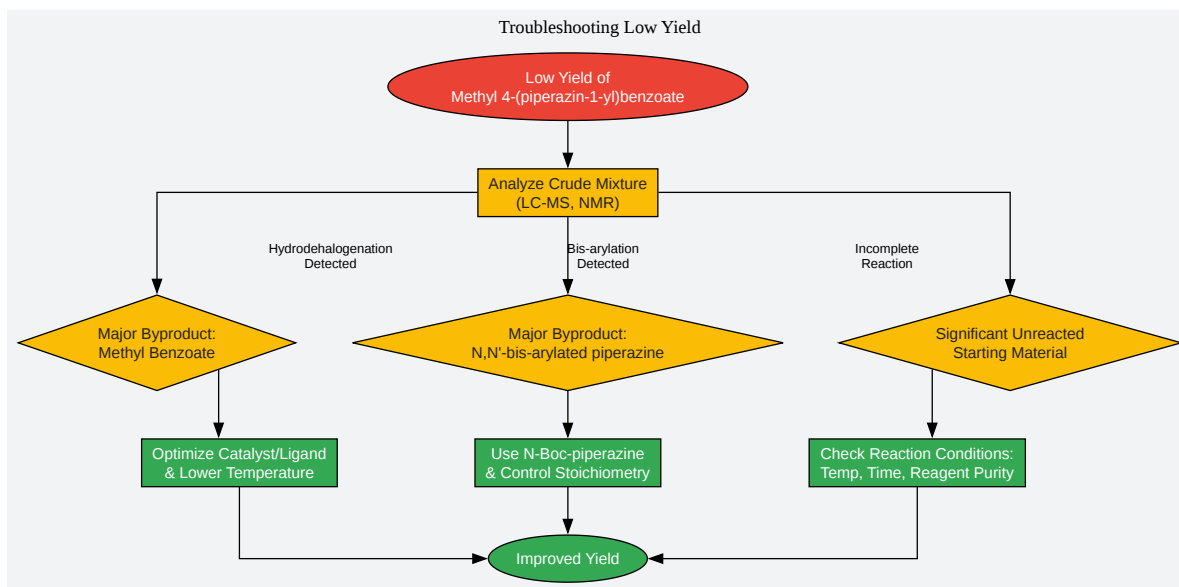 Troubleshooting Low Yield
Low Yield of
Methyl 4-(piperazin-1-yl)benzoate
Analyze Crude Mixture
(LC-MS, NMR)
Hydrodehalogenation
Detected
Bis-arylation
Detected
Incomplete
Reaction
Major Byproduct:
Methyl Benzoate
Major Byproduct:
N,N'-bis-arylated piperazine
Significant Unreacted
Starting Material
Optimize Catalyst/Ligand
& Lower Temperature
Use N-Boc-piperazine
& Control Stoichiometry
Check Reaction Conditions:
Temp, Time, Reagent Purity
Improved Yield